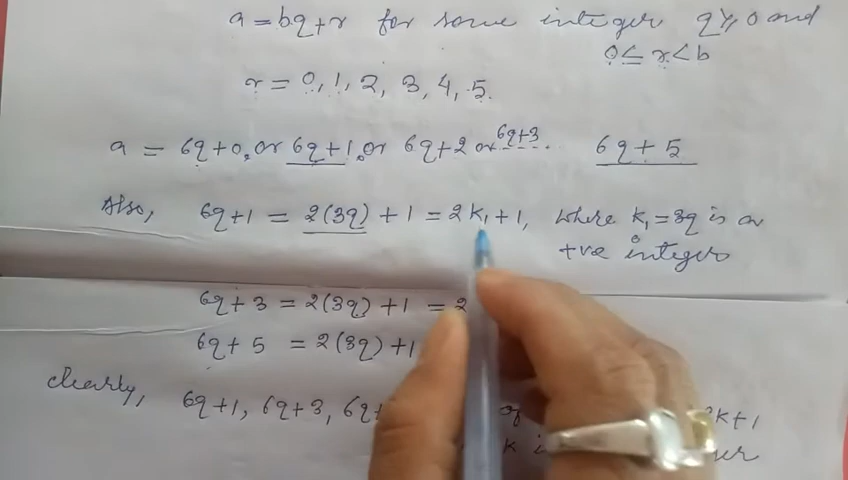 a = bq + r for some integer q ≥ 0 and
0 ≤ r < b
r = 0, 1, 2, 3, 4, 5.
a = 6q + 0, or 6q + 1, or 6q + 2 or 6q+3 ---- 6q + 5
Also, 6q + 1 = 2(3q) + 1 = 2k₁ + 1, where k₁ = 3q is a
+ve integer
6q + 3 = 2(3q) + 1 = 2
6q + 5 = 2(3q) + 1
clearly, 6q + 1, 6q + 3, 6q+ of k + 1
k